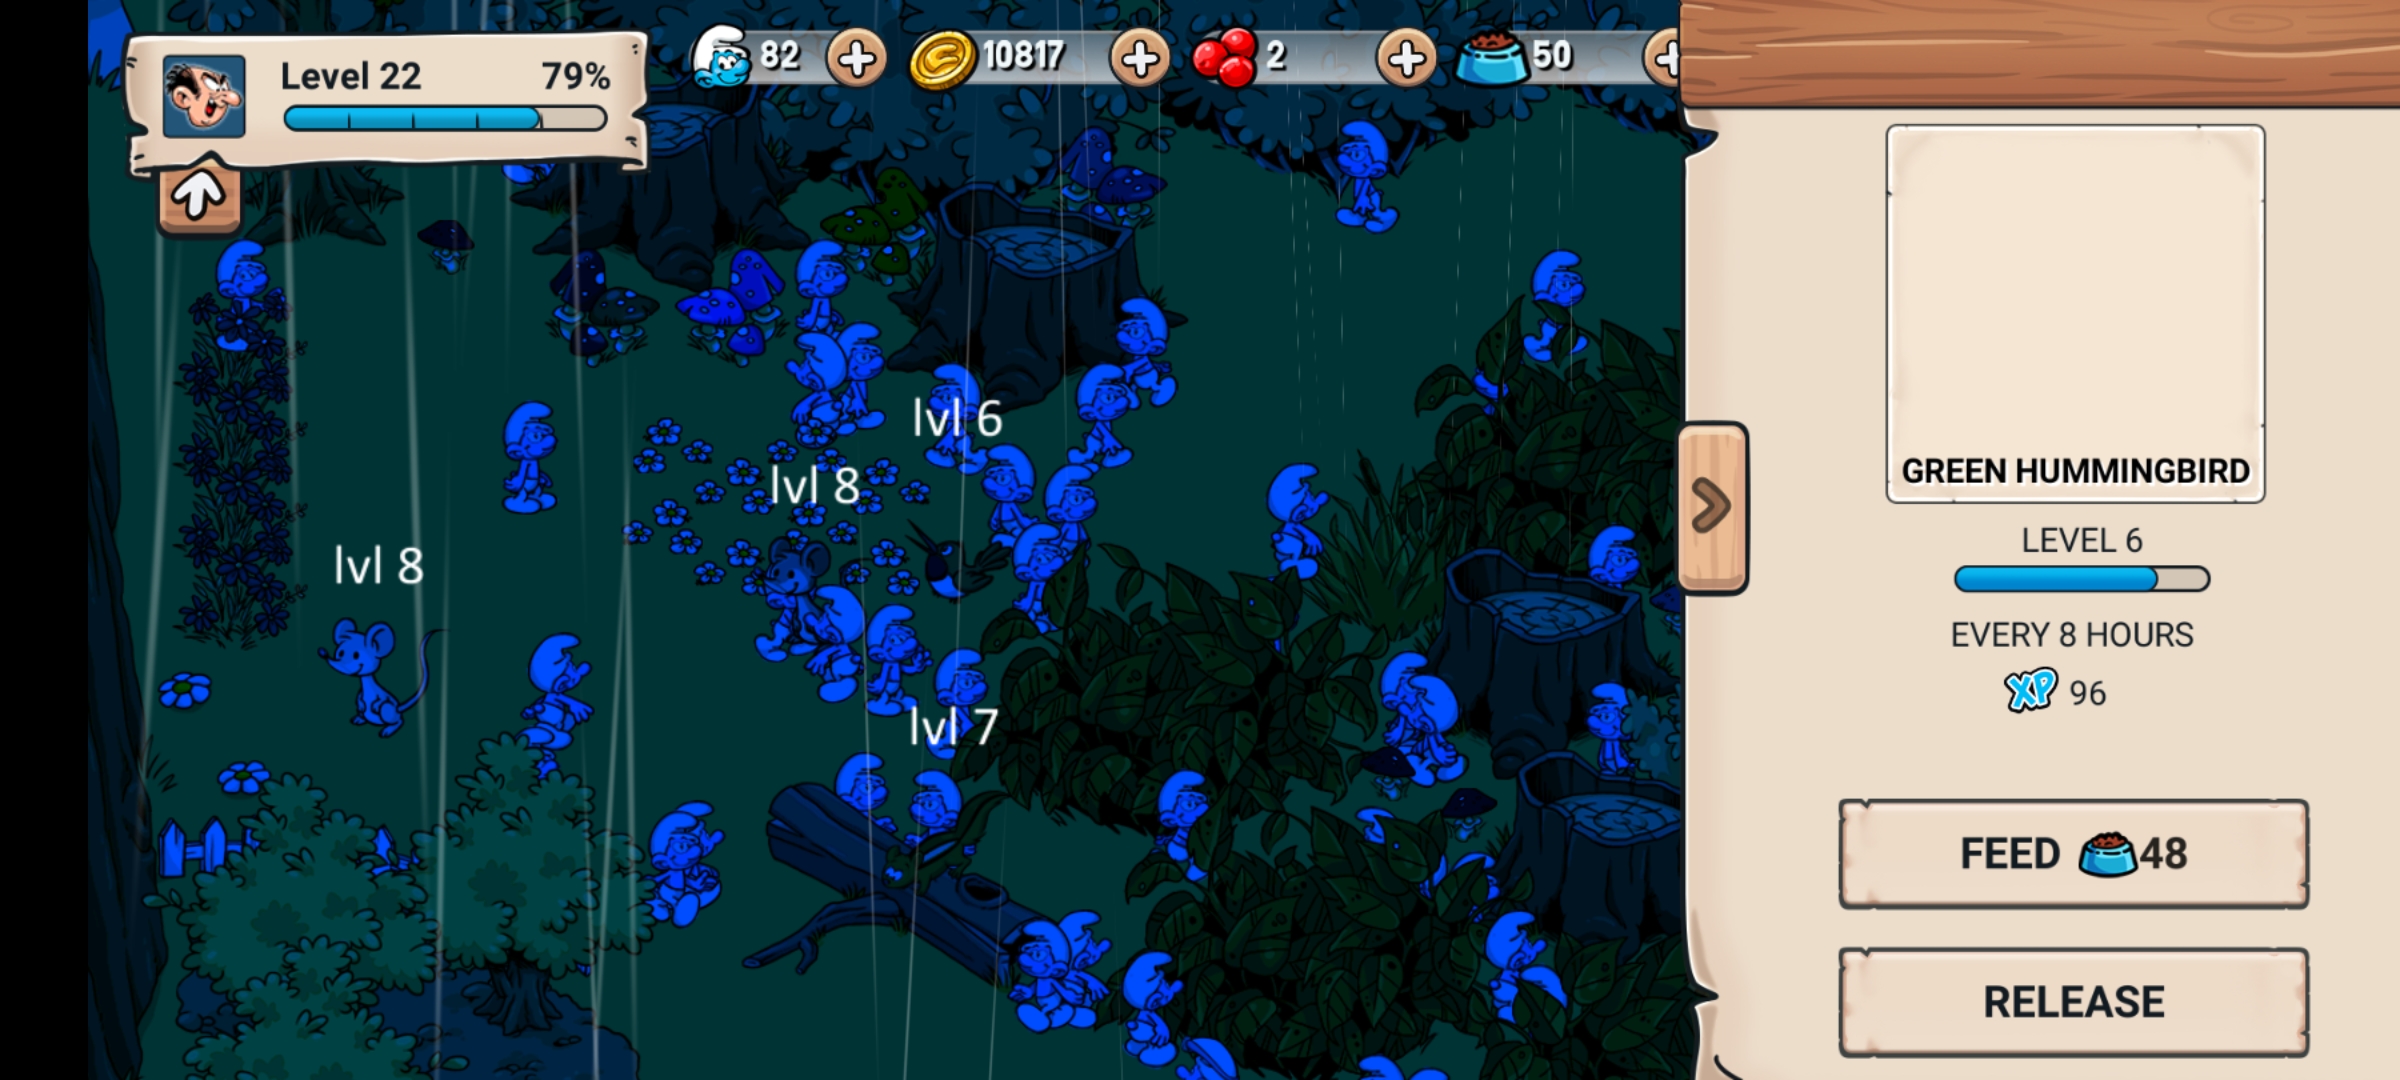 Level 22 79%
82
10817
2
50
lvl 6
lvl 8
lvl 8
lvl 7
GREEN HUMMINGBIRD
LEVEL 6
EVERY 8 HOURS
XP 96
FEED 48
RELEASE